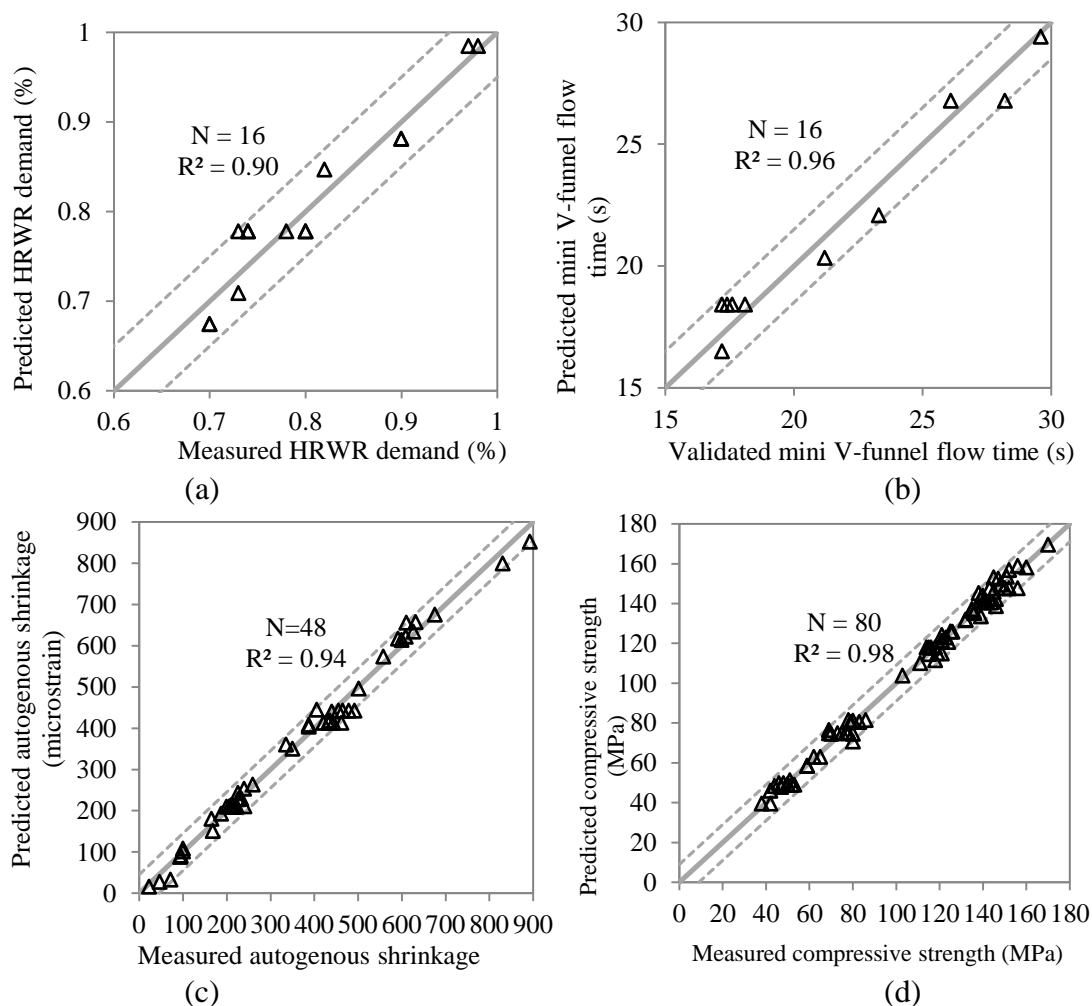 1
0.9
0.8
0.7
0.6
Predicted HRWR demand (%)
N = 16
R² = 0.90
0.6 0.7 0.8 0.9 1
Measured HRWR demand (%)
(a)
30
25
20
15
Predicted mini V-funnel flow
time (s)
N = 16
R² = 0.96
15 20 25 30
Validated mini V-funnel flow time (s)
(b)
900
800
700
600
500
400
300
200
100
0
Predicted autogenous shrinkage
(microstrain)
N=48
R² = 0.94
0 100 200 300 400 500 600 700 800 900
Measured autogenous shrinkage
(c)
180
160
140
120
100
80
60
40
20
0
Predicted compressive strength
(MPa)
N = 80
R² = 0.98
0 20 40 60 80 100 120 140 160 180
Measured compressive strength (MPa)
(d)